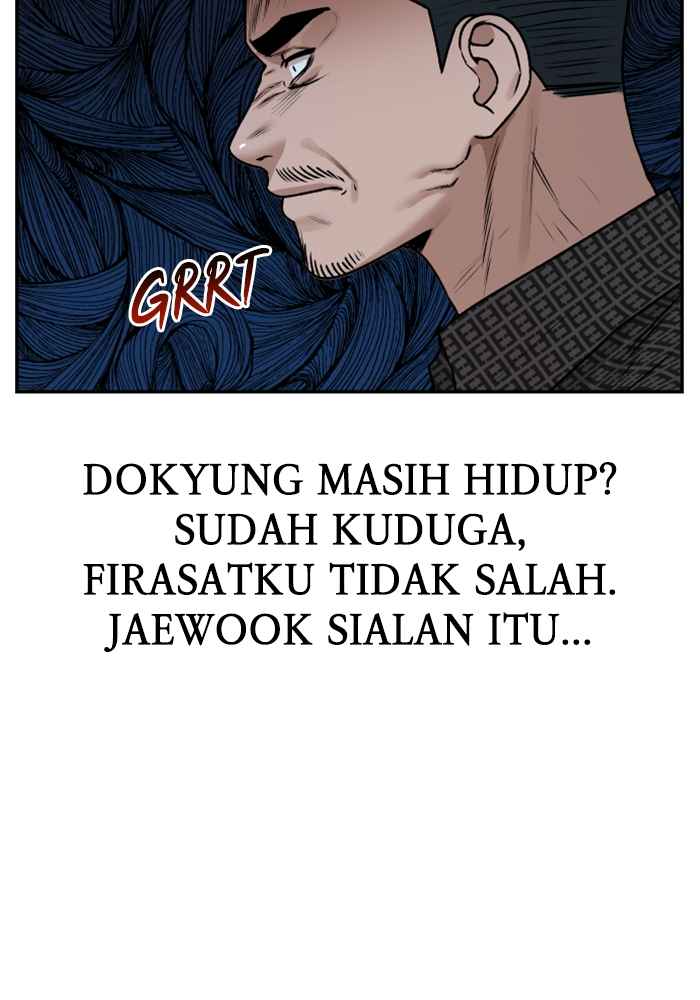 GRRT
DOKYUNG MASIH HIDUP?
SUDAH KUDUGA,
FIRASATKU TIDAK SALAH.
JAEWOOK SIALAN ITU...